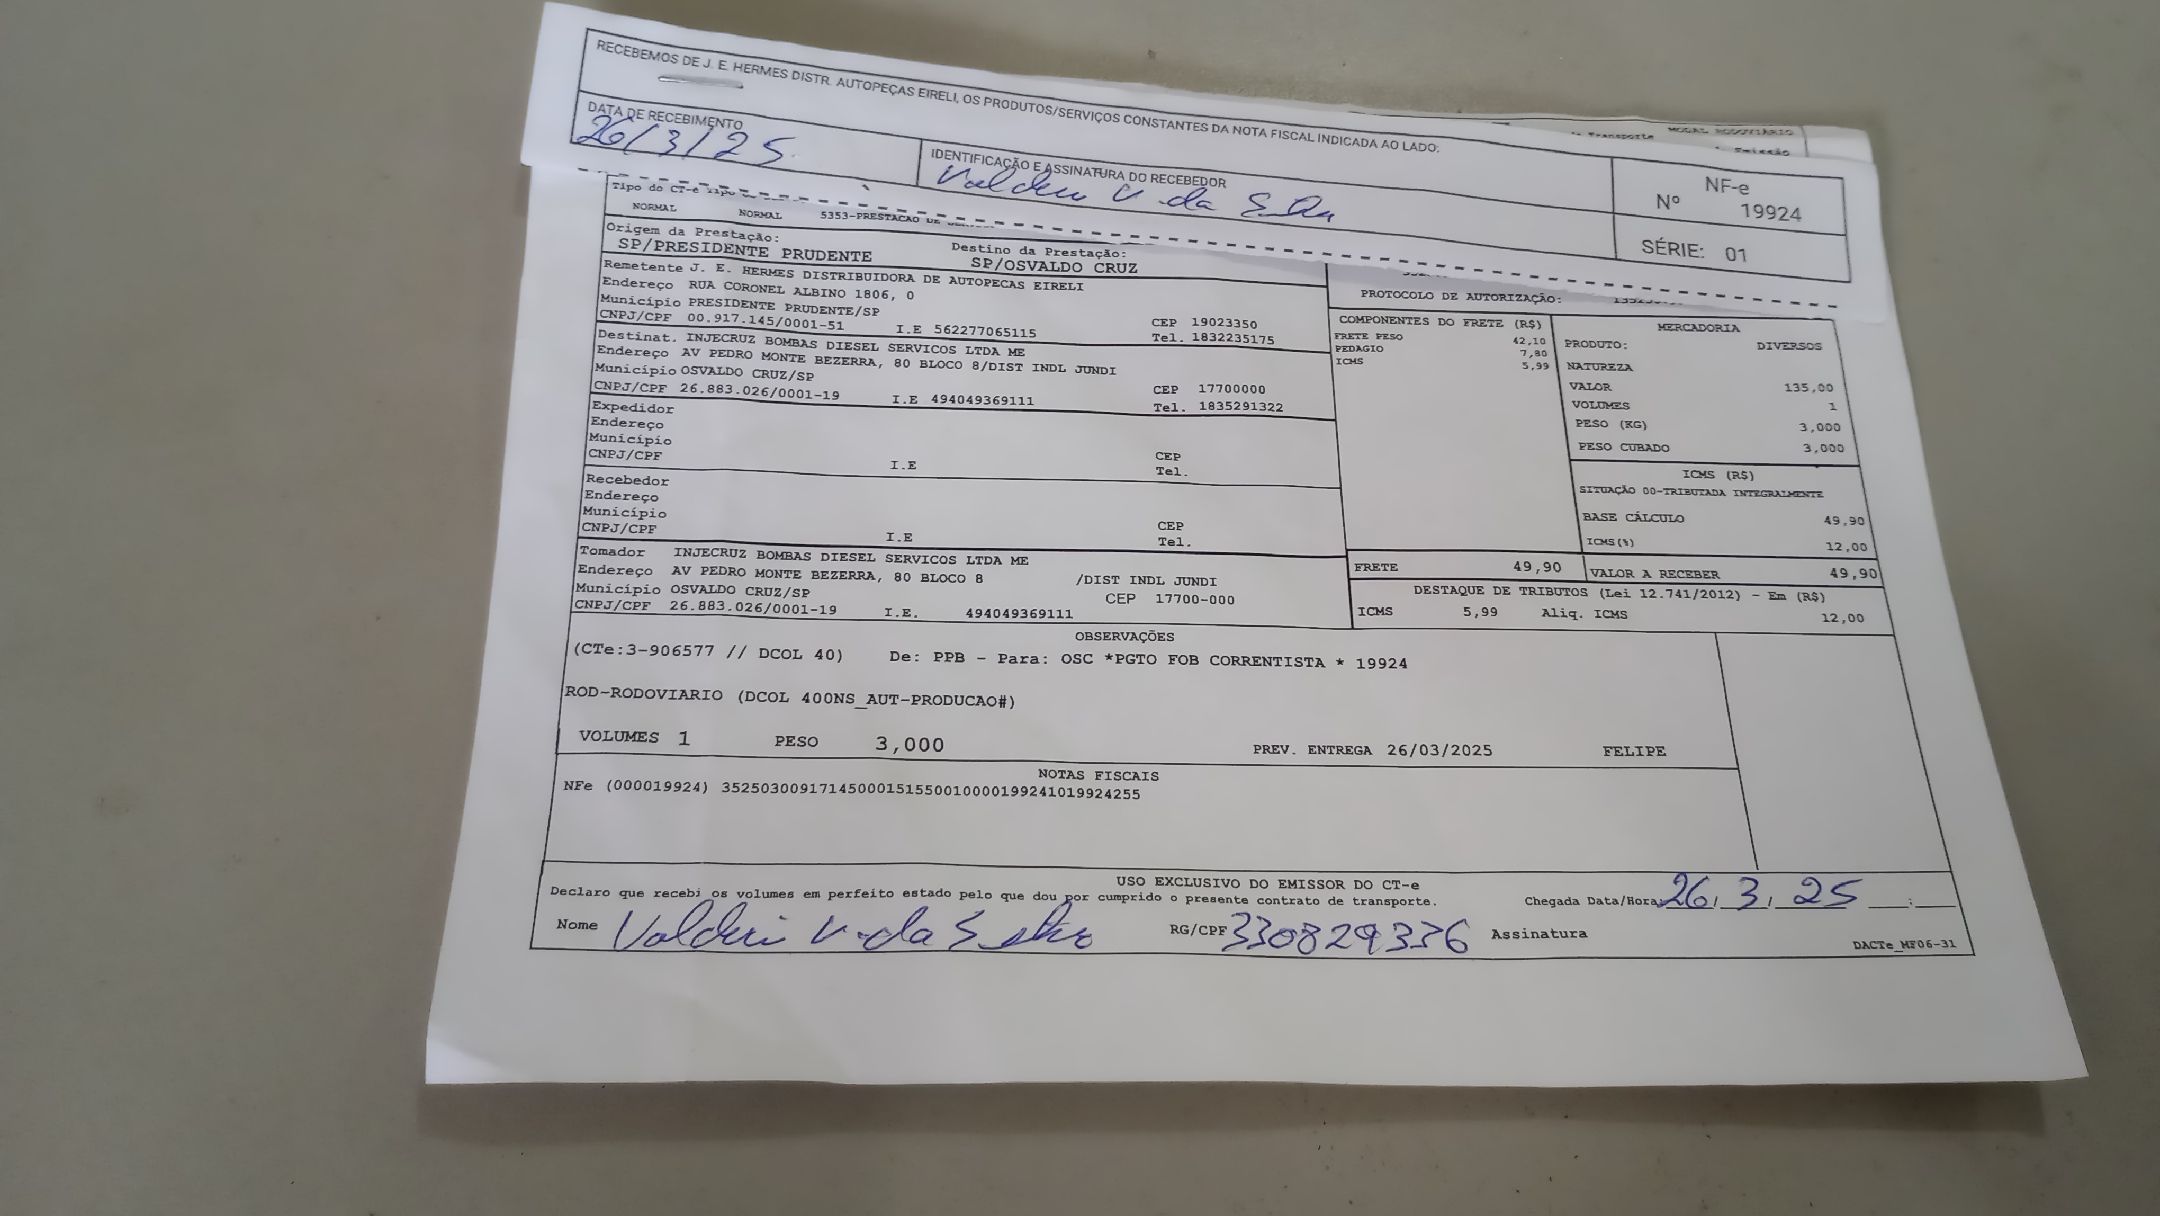 RECEBEMOS DE J. E. HERMES DISTR. AUTOPEÇAS EIRELI, OS PRODUTOS/SERVIÇOS CONSTANTES DA NOTA FISCAL INDICADA AO LADO:
DATA DE RECEBIMENTO
26/3/25
IDENTIFICAÇÃO E ASSINATURA DO RECEBEDOR
V. da
NF-e
Nº 19924
SÉRIE: 01
MODAL RODOVIÁRIO
Transporte
Emissão
Tipo do CT-e
NORMAL NORMAL 5353-PRESTACAO DE
Origem da Prestação:
SP/PRESIDENTE PRUDENTE
Destino da Prestação:
SP/OSVALDO CRUZ
Remetente J. E. HERMES DISTRIBUIDORA DE AUTOPECAS EIRELI
Endereço RUA CORONEL ALBINO 1806, 0
Município PRESIDENTE PRUDENTE/SP CEP 19023350
CNPJ/CPF 00.917.145/0001-51 I.E 562277065115 Tel. 1832235175
Destinat. INJECRUZ BOMBAS DIESEL SERVICOS LTDA ME
Endereço AV PEDRO MONTE BEZERRA, 80 BLOCO 8/DIST INDL JUNDI
Município OSVALDO CRUZ/SP CEP 17700000
CNPJ/CPF 26.883.026/0001-19 I.E 494049369111 Tel. 1835291322
Expedidor
Endereço
Município CEP
CNPJ/CPF I.E Tel.
Recebedor
Endereço
Município CEP
CNPJ/CPF I.E Tel.
Tomador INJECRUZ BOMBAS DIESEL SERVICOS LTDA ME
Endereço AV PEDRO MONTE BEZERRA, 80 BLOCO 8 /DIST INDL JUNDI
Município OSVALDO CRUZ/SP CEP 17700-000
CNPJ/CPF 26.883.026/0001-19 I.E. 494049369111
PROTOCOLO DE AUTORIZAÇÃO:
COMPONENTES DO FRETE (R$)
FRETE PESO 42,10
PEDAGIO 7,80
ICMS 5,99
MERCADORIA
PRODUTO: DIVERSOS
NATUREZA
VALOR 135,00
VOLUMES 1
PESO (KG) 3,000
PESO CUBADO 3,000
ICMS (R$)
SITUAÇÃO 00-TRIBUTADA INTEGRALMENTE
BASE CÁLCULO 49,90
ICMS(%) 12,00
FRETE 49,90 VALOR A RECEBER 49,90
DESTAQUE DE TRIBUTOS (Lei 12.741/2012) - Em (R$)
ICMS 5,99 Aliq. ICMS 12,00
OBSERVAÇÕES
(CTe:3-906577 // DCOL 40) De: PPB - Para: OSC *PGTO FOB CORRENTISTA * 19924
ROD-RODOVIARIO (DCOL 400NS_AUT-PRODUCAO#)
VOLUMES 1 PESO 3,000 PREV. ENTREGA 26/03/2025 FELIPE
NOTAS FISCAIS
NFe (000019924) 35250300917145000151550010000199241019924255
USO EXCLUSIVO DO EMISSOR DO CT-e
Declaro que recebi os volumes em perfeito estado pelo que dou por cumprido o presente contrato de transporte. Chegada Data/Hora 26/3/25 :
Nome V. da RG/CPF 330829336 Assinatura
DACTe_MF06-31